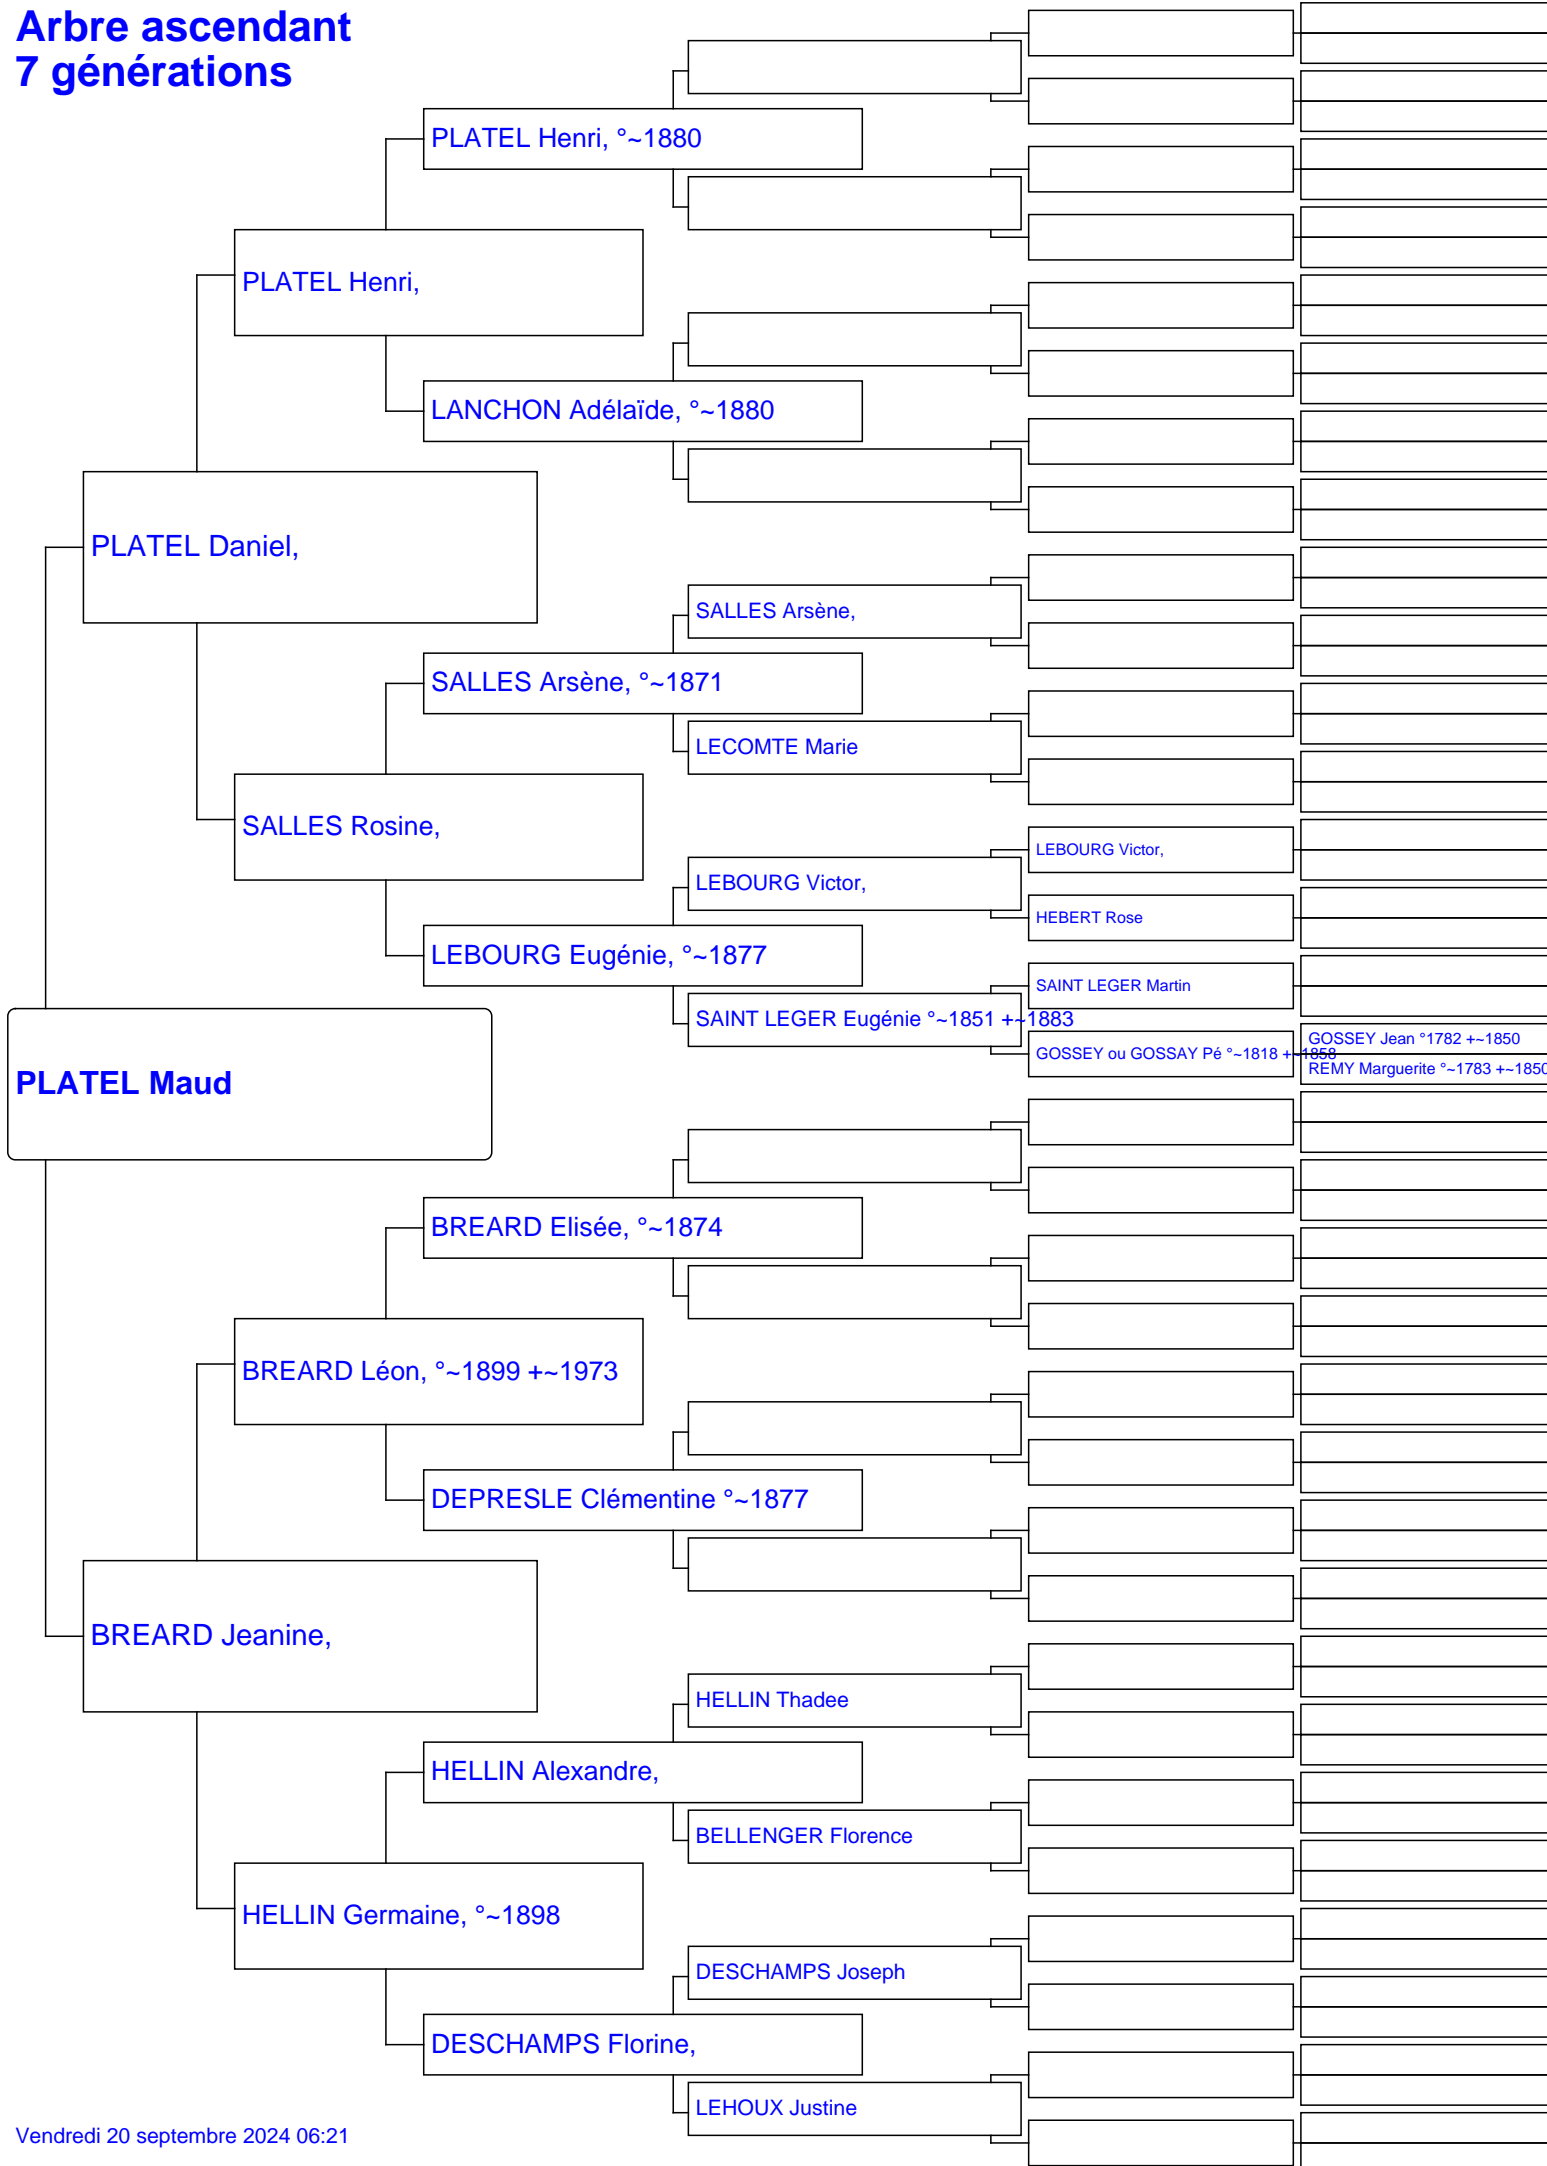 Arbre ascendant
7 générations
PLATEL Henri, °~1880
PLATEL Henri,
LANCHON Adélaïde, °~1880
PLATEL Daniel,
SALLES Arsène,
SALLES Arsène, °~1871
LECOMTE Marie
SALLES Rosine,
LEBOURG Victor,
LEBOURG Victor,
HEBERT Rose
LEBOURG Eugénie, °~1877
SAINT LEGER Martin
SAINT LEGER Eugénie °~1851 +~1883
GOSSEY ou GOSSAY Pé °~1818 +~1858
GOSSEY Jean °1782 +~1850
REMY Marguerite °~1783 +~1850
PLATEL Maud
BREARD Elisée, °~1874
BREARD Léon, °~1899 +~1973
DEPRESLE Clémentine °~1877
BREARD Jeanine,
HELLIN Thadee
HELLIN Alexandre,
BELLENGER Florence
HELLIN Germaine, °~1898
DESCHAMPS Joseph
DESCHAMPS Florine,
LEHOUX Justine
Vendredi 20 septembre 2024 06:21